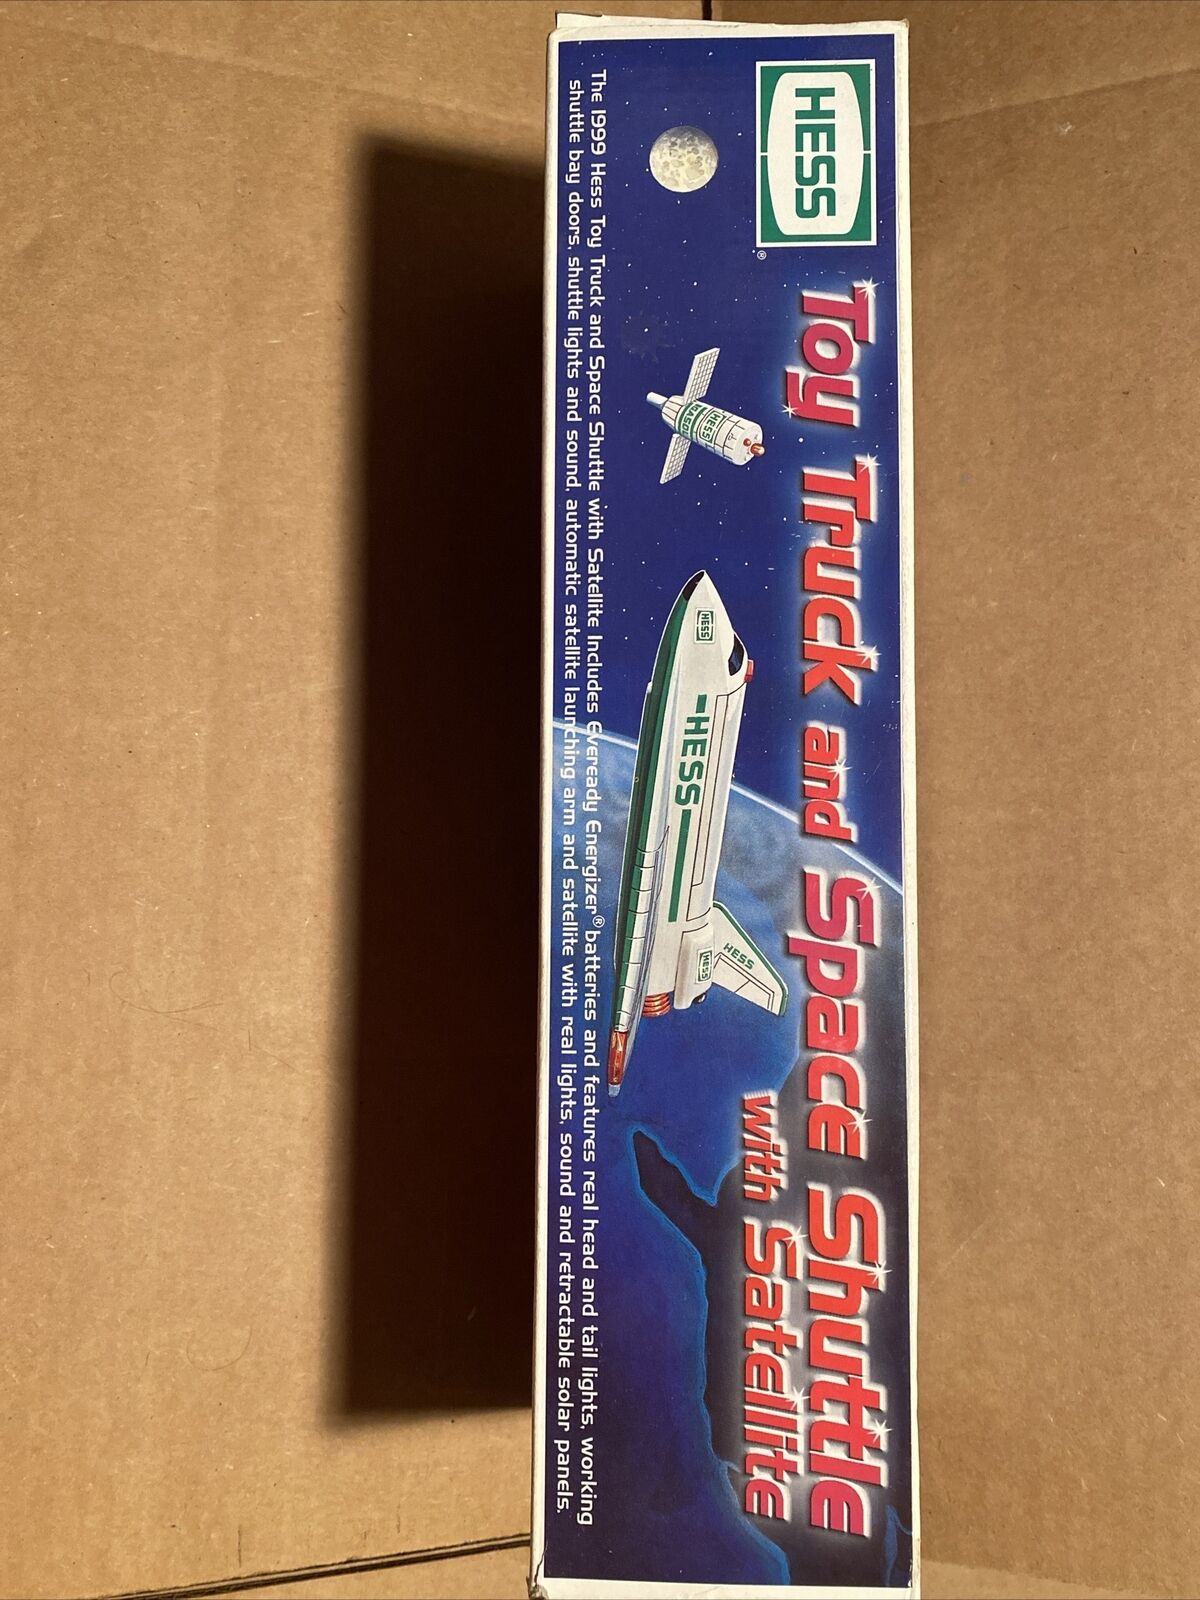 HESS
®
Toy Truck and Space Shuttle
with Satellite
HESS
GASOL
HESS
HESS
HESS
HESS
The 1999 Hess Toy Truck and Space Shuttle with Satellite Includes Eveready Energizer® batteries and features real head and tail lights, working
shuttle bay doors, shuttle lights and sound, automatic satellite launching arm and satellite with real lights, sound and retractable solar panels.